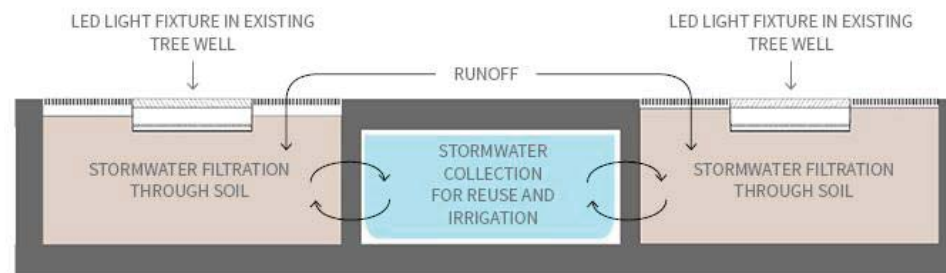 LED LIGHT FIXTURE IN EXISTING
TREE WELL
LED LIGHT FIXTURE IN EXISTING
TREE WELL
RUNOFF
STORMWATER FILTRATION
THROUGH SOIL
STORMWATER
COLLECTION
FOR REUSE AND
IRRIGATION
STORMWATER FILTRATION
THROUGH SOIL